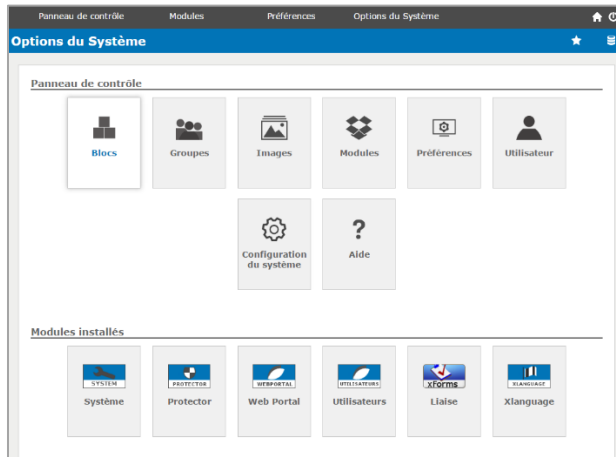 Panneau de contrôle Modules Préférences Options du Système
Options du Système
Panneau de contrôle
Blocs Groupes Images Modules Préférences Utilisateur
Configuration Aide
du système
Modules installés
SYSTEM PROTECTOR WEBPORTAL UTILISATEURS xForms XLANGUAGE
Système Protector Web Portal Utilisateurs Liaise Xlanguage